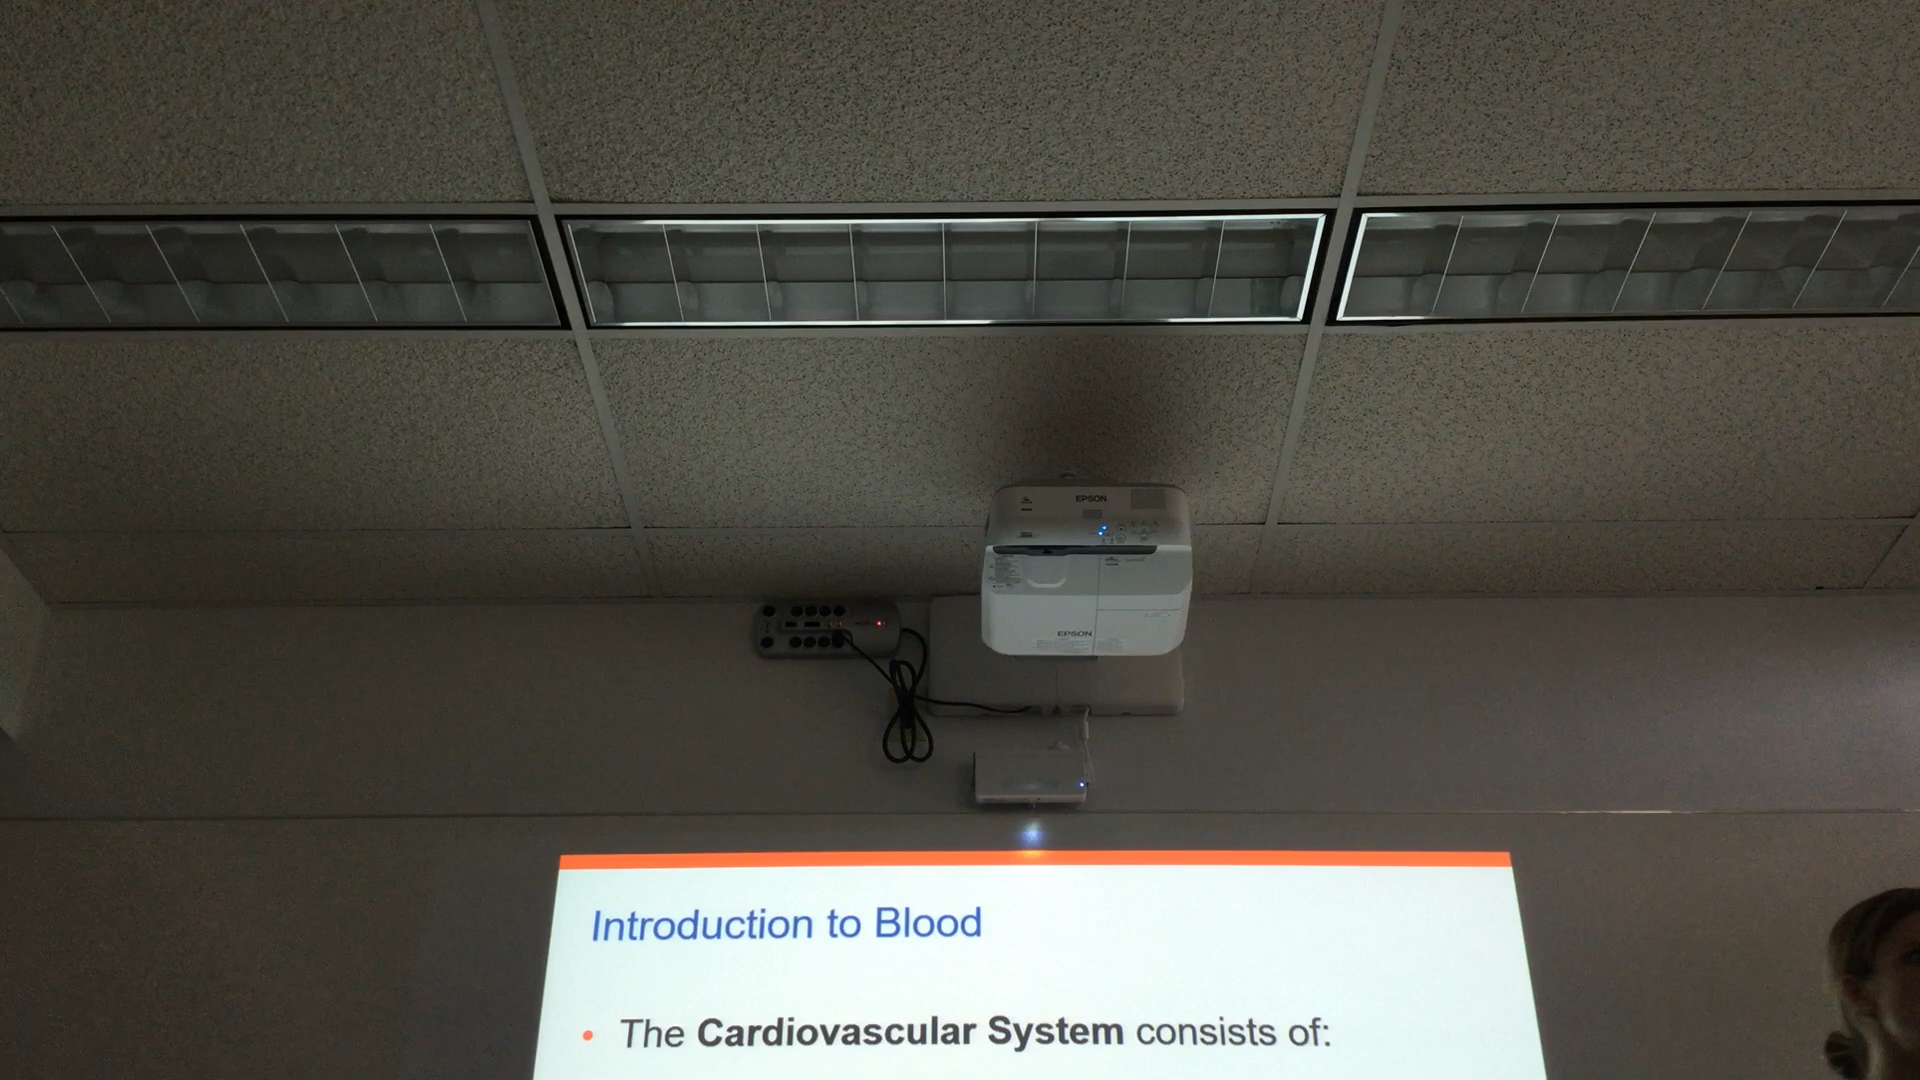 EPSON
EPSON
Introduction to Blood
• The Cardiovascular System consists of: